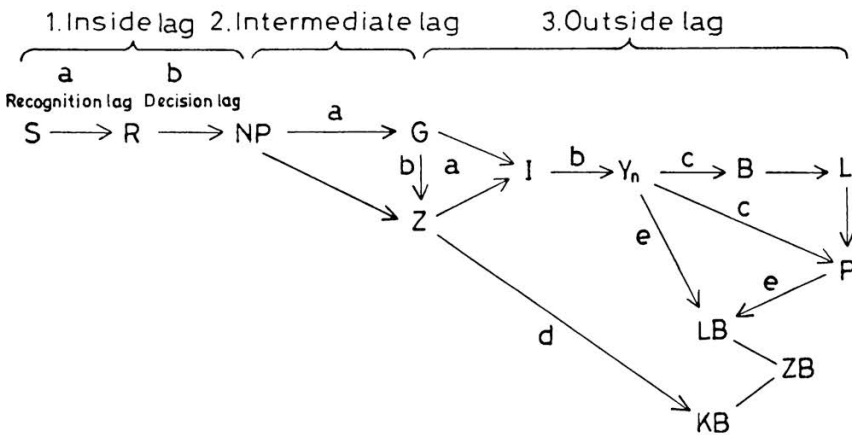 1. Inside lag 2. Intermediate lag 3. Outside lag
a b
Recognition lag Decision lag a
S R NP G
b a I b Yn c B L
Z c
e P
e
LB
d ZB
KB